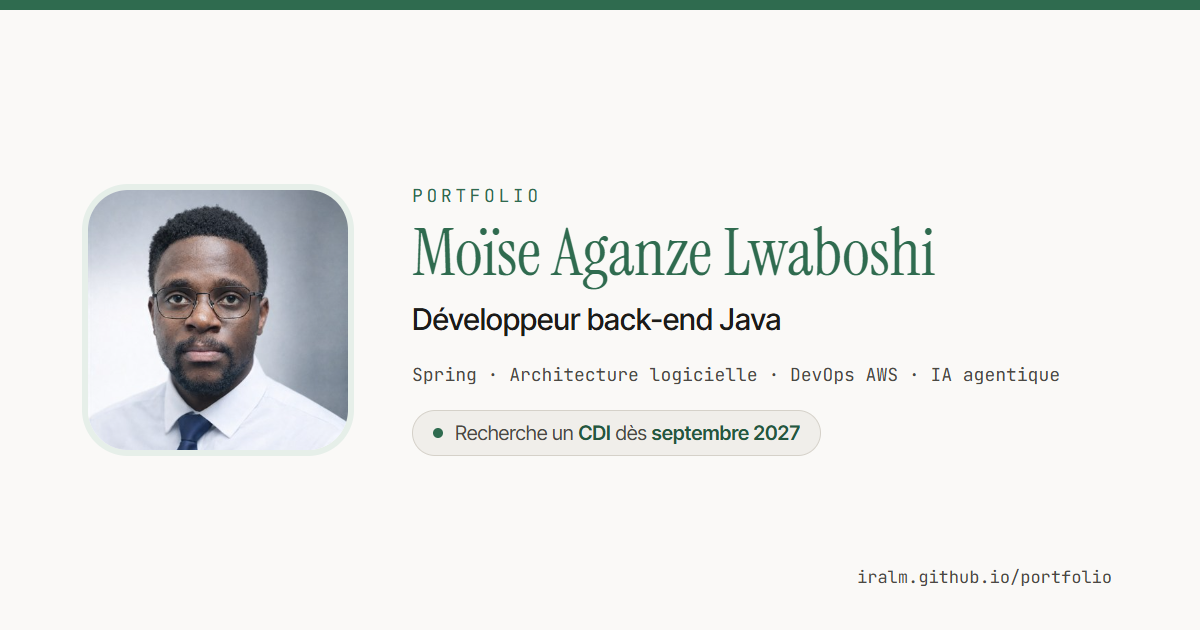 PORTFOLIO
Moïse Aganze Lwaboshi
Développeur back-end Java
Spring · Architecture logicielle · DevOps AWS · IA agentique
Recherche un CDI dès septembre 2027
iralm.github.io/portfolio